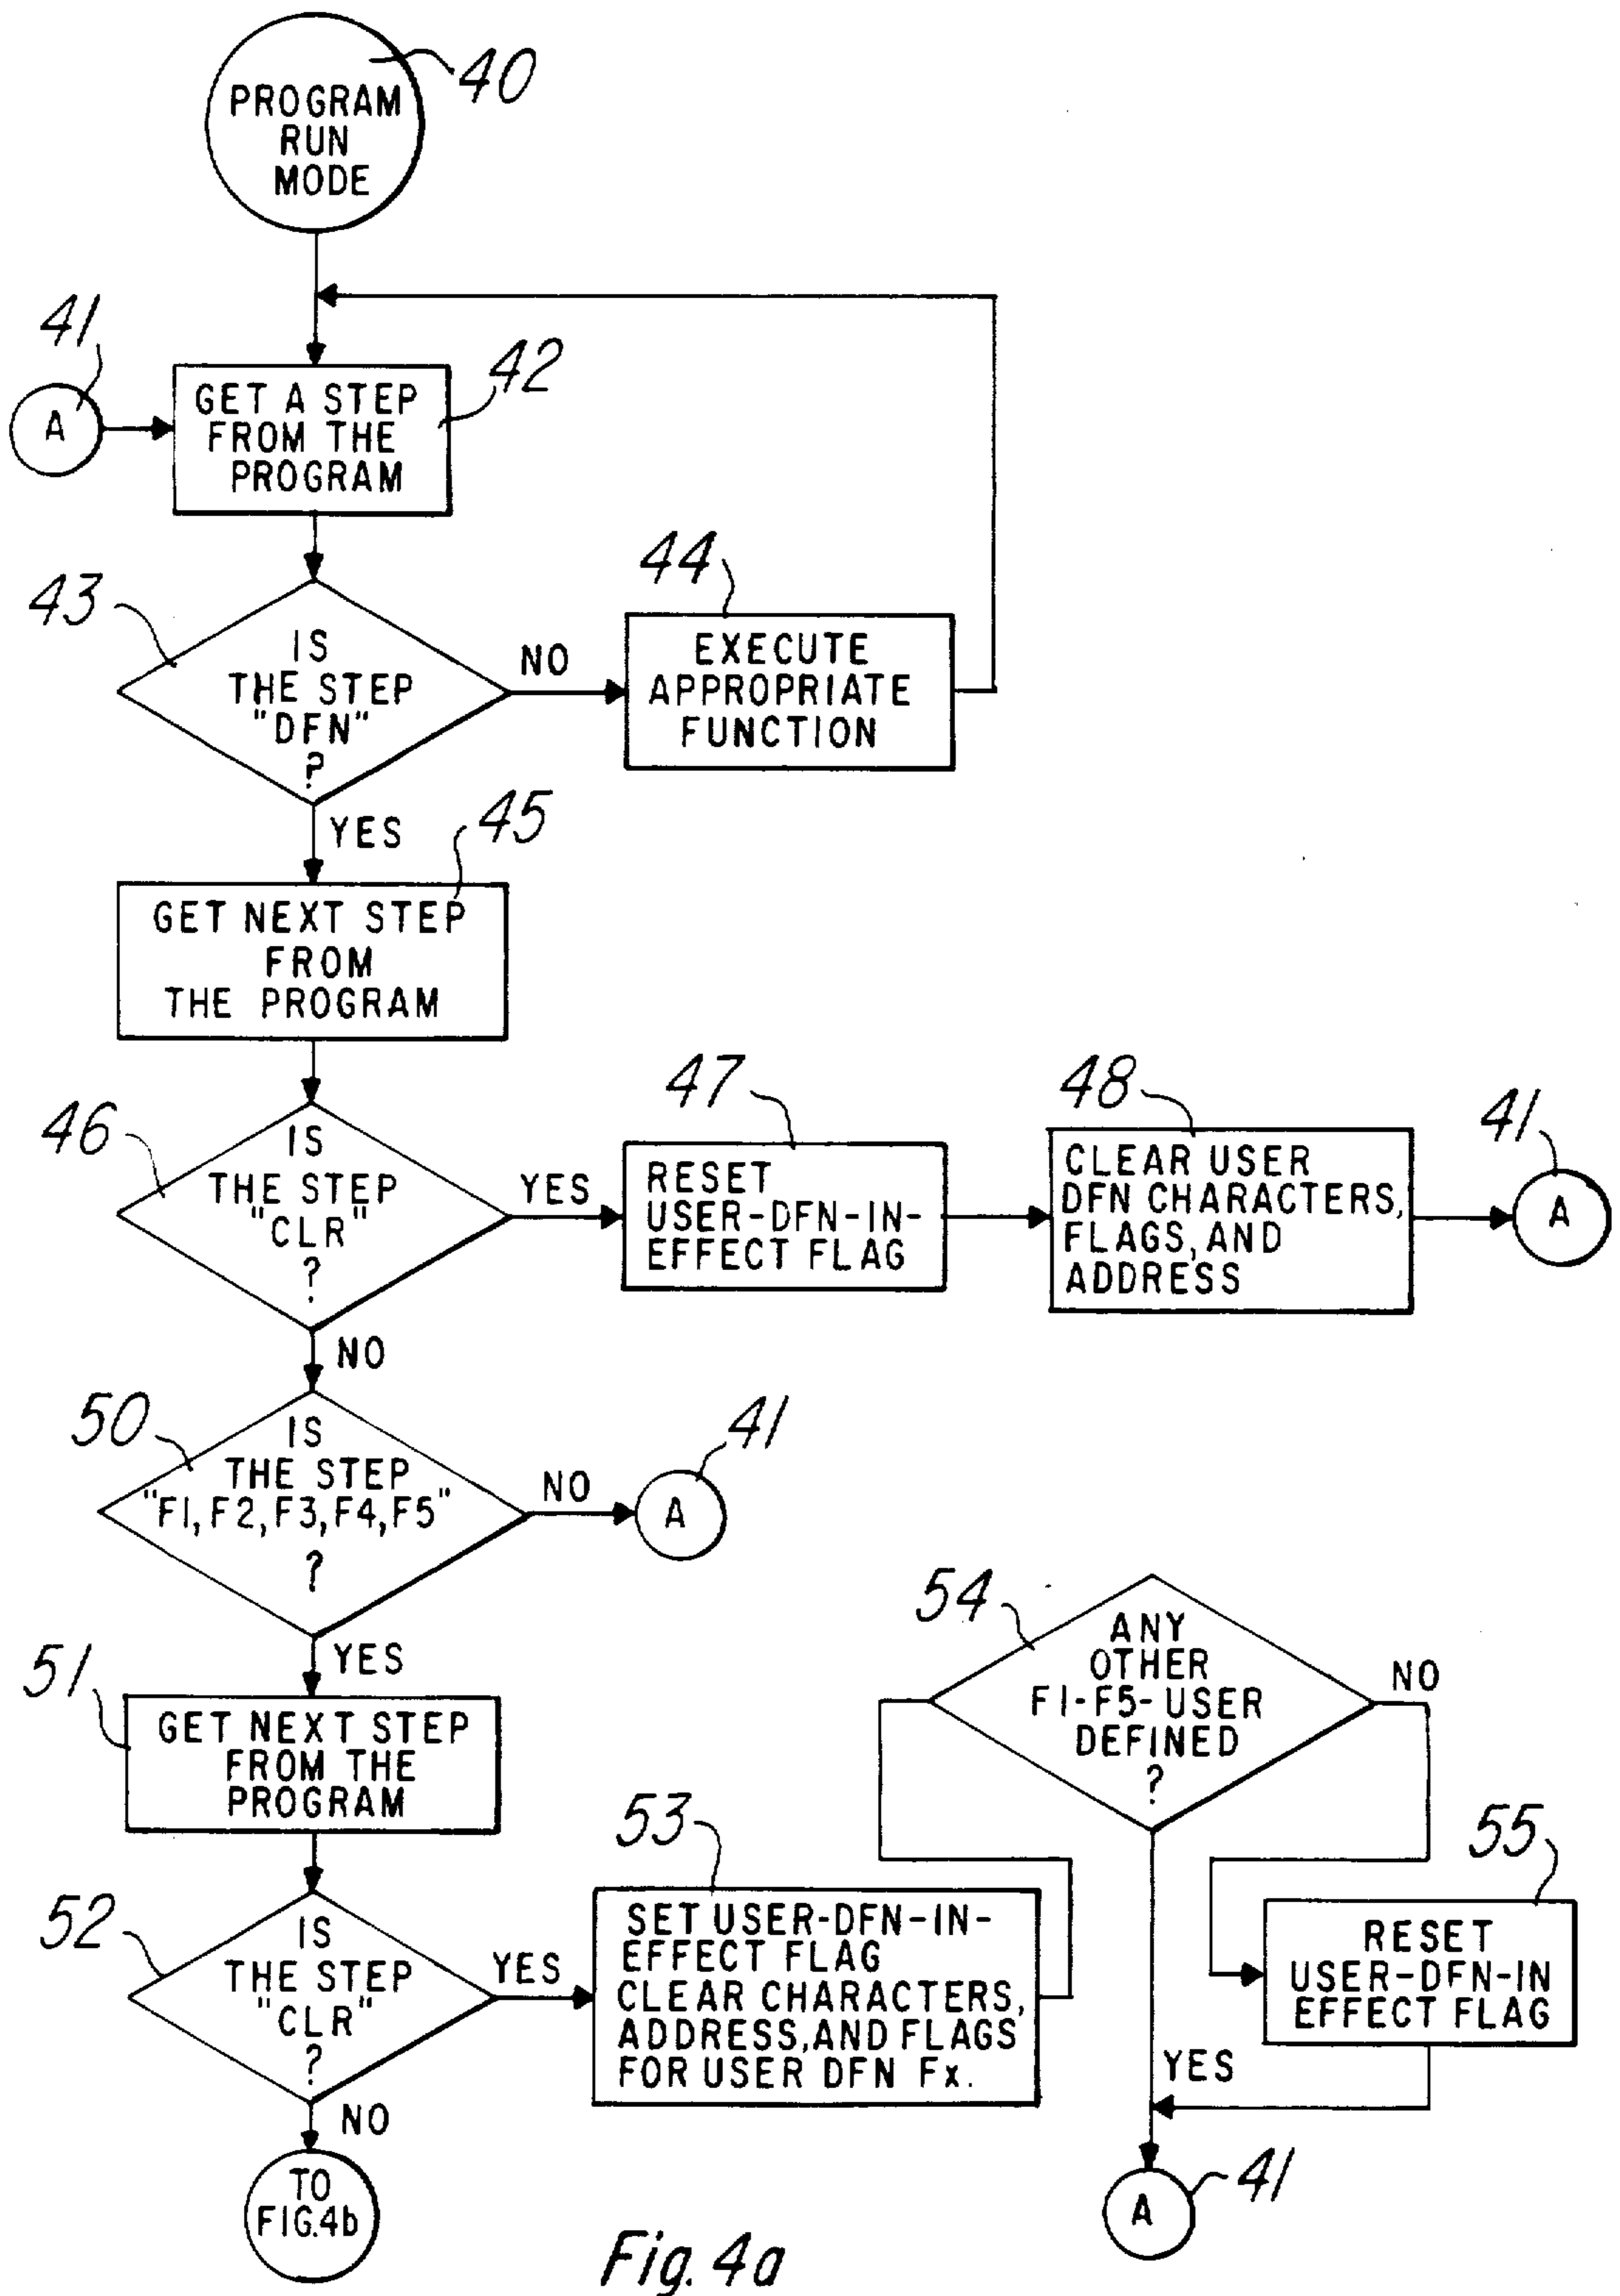 40
PROGRAM
RUN
MODE
41
A
42
GET A STEP
FROM THE
PROGRAM
43
IS
THE STEP
"DFN"
?
NO
44
EXECUTE
APPROPRIATE
FUNCTION
YES
45
GET NEXT STEP
FROM
THE PROGRAM
46
IS
THE STEP
"CLR"
?
YES
47
RESET
USER-DFN-IN-
EFFECT FLAG
48
CLEAR USER
DFN CHARACTERS,
FLAGS, AND
ADDRESS
41
A
NO
50
IS
THE STEP
"F1, F2, F3, F4, F5"
?
NO
41
A
YES
51
GET NEXT STEP
FROM THE
PROGRAM
52
IS
THE STEP
"CLR"
?
YES
53
SET USER-DFN-IN-
EFFECT FLAG
CLEAR CHARACTERS,
ADDRESS, AND FLAGS
FOR USER DFN Fx.
54
ANY
OTHER
F1-F5-USER
DEFINED
?
NO
55
RESET
USER-DFN-IN
EFFECT FLAG
YES
41
A
NO
TO
FIG.4b
Fig. 4a